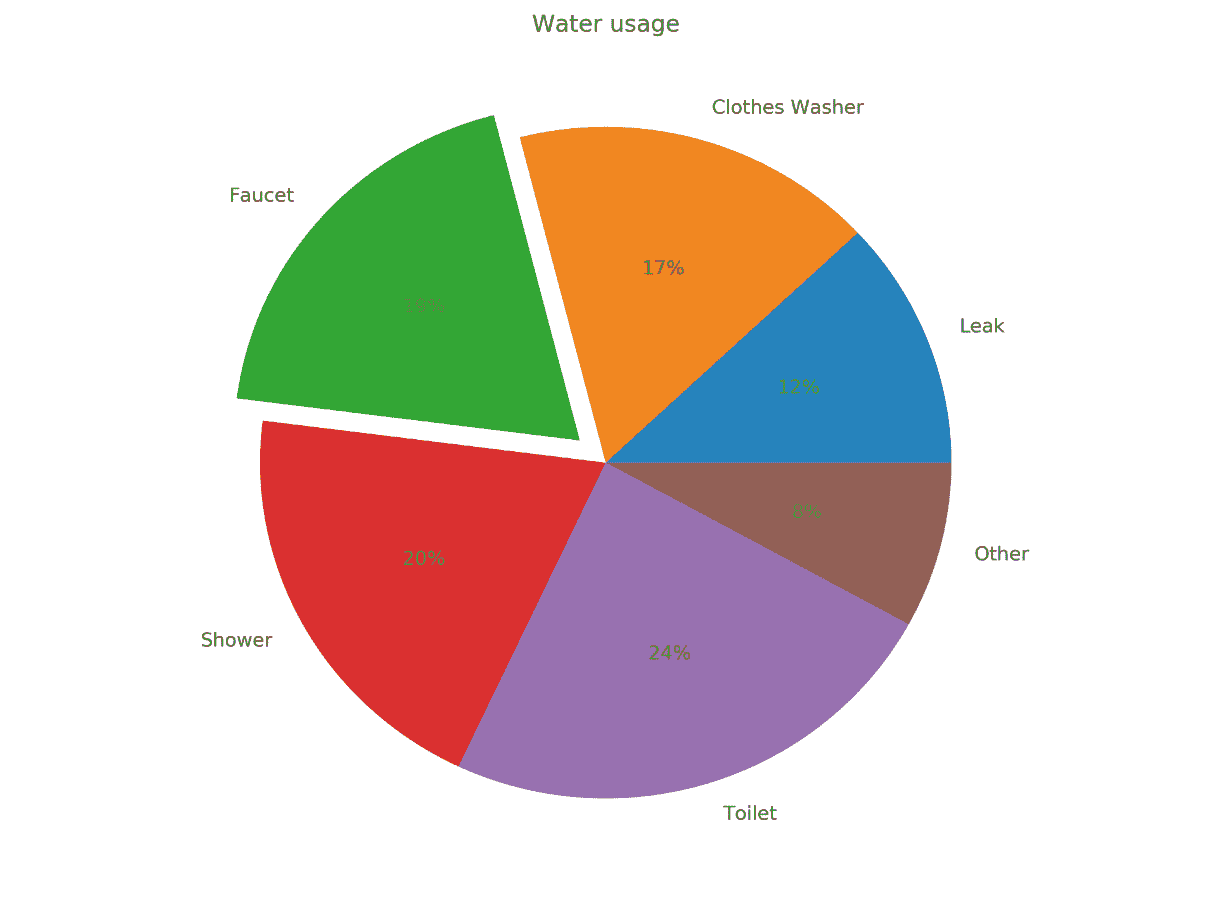 Water usage
Clothes Washer
Faucet
17%
Leak
12%
20%
Other
Shower
24%
Toilet